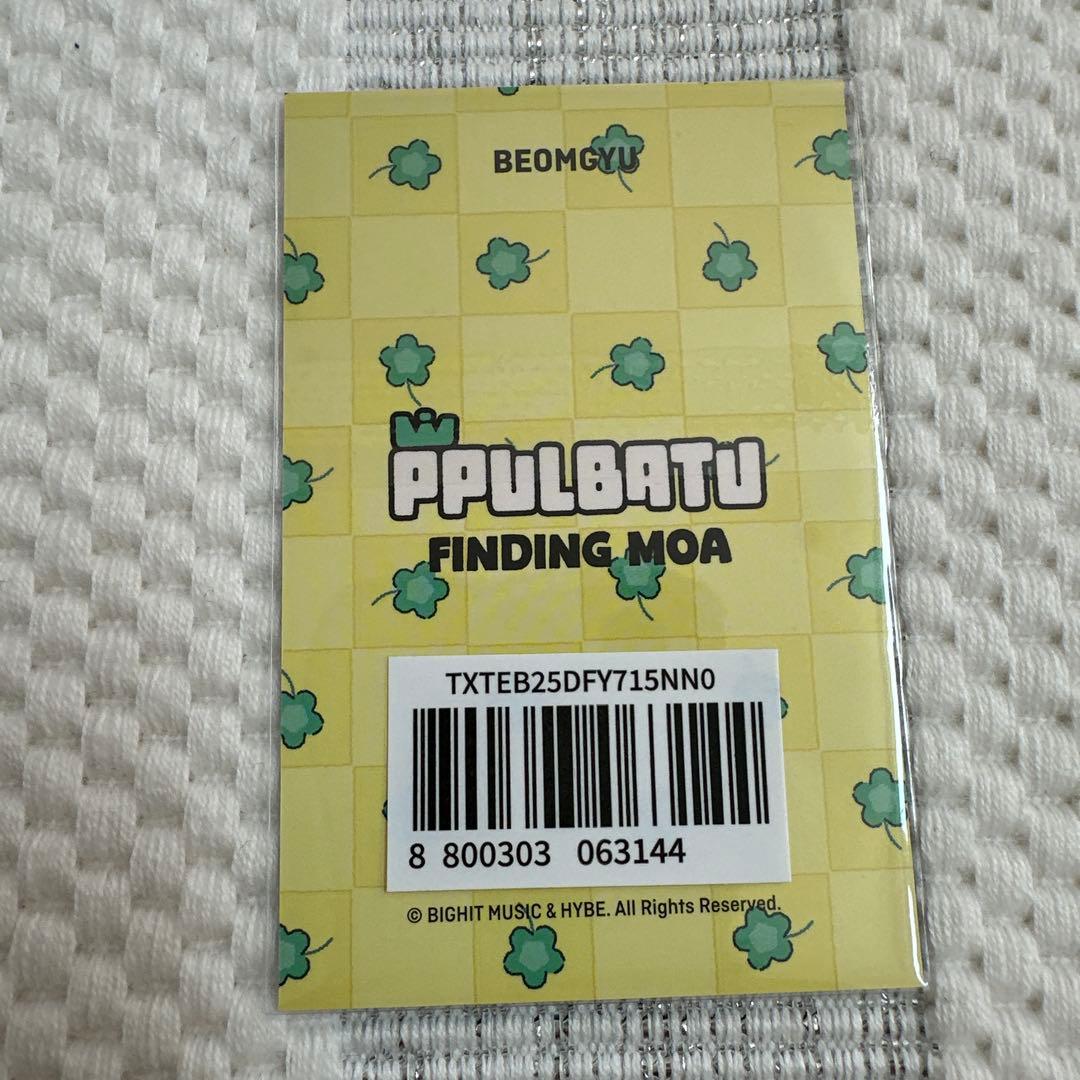 BEOMGYU
PPULBATU
FINDING MOA
TXTEB25DFY715NN0
8 800303 063144
© BIGHIT MUSIC & HYBE. All Rights Reserved.